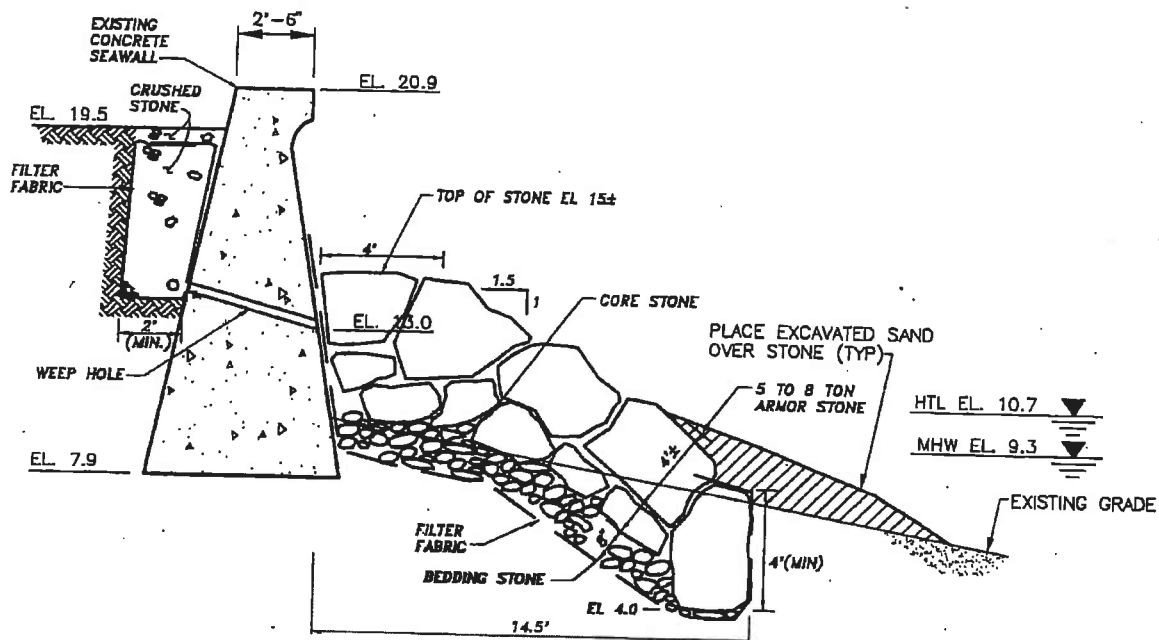 EXISTING
CONCRETE
SEAWALL
2'-6"
EL. 20.9
CRUSHED
STONE
EL. 19.5
FILTER
FABRIC
TOP OF STONE EL 15±
4'
1.5
1
CORE STONE
EL. 13.0
2'
(MIN.)
WEEP HOLE
PLACE EXCAVATED SAND
OVER STONE (TYP)
5 TO 8 TON
ARMOR STONE
HTL EL. 10.7
MHW EL. 9.3
EL. 7.9
4'±
EXISTING GRADE
FILTER
FABRIC
BEDDING STONE
4'(MIN)
EL 4.0
14.5'